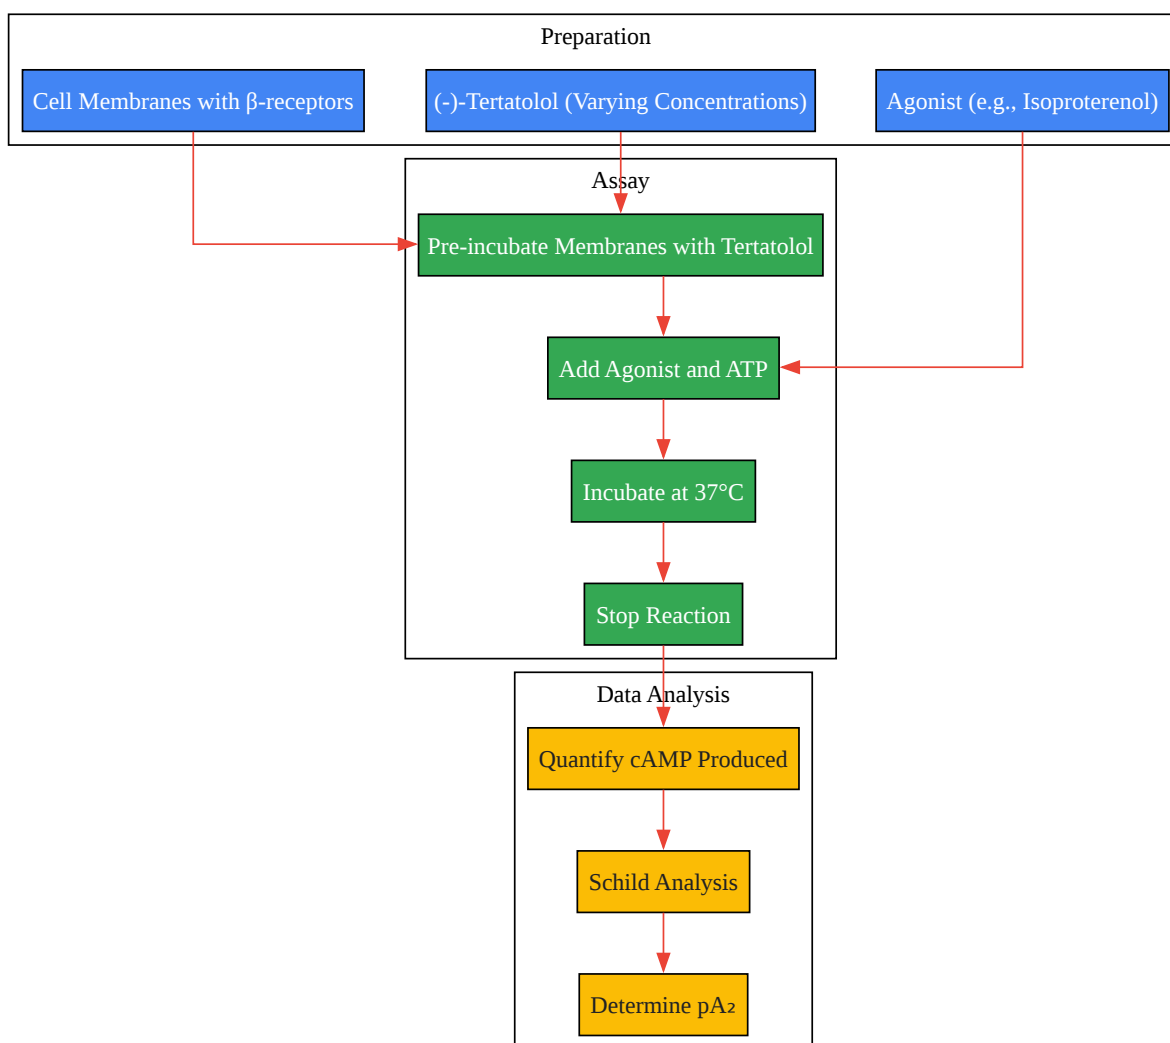 Preparation
Cell Membranes with β-receptors
(-)-Tertatolol (Varying Concentrations)
Agonist (e.g., Isoproterenol)
Assay
Pre-incubate Membranes with Tertatolol
Add Agonist and ATP
Incubate at 37°C
Stop Reaction
Data Analysis
Quantify cAMP Produced
Schild Analysis
Determine pA₂